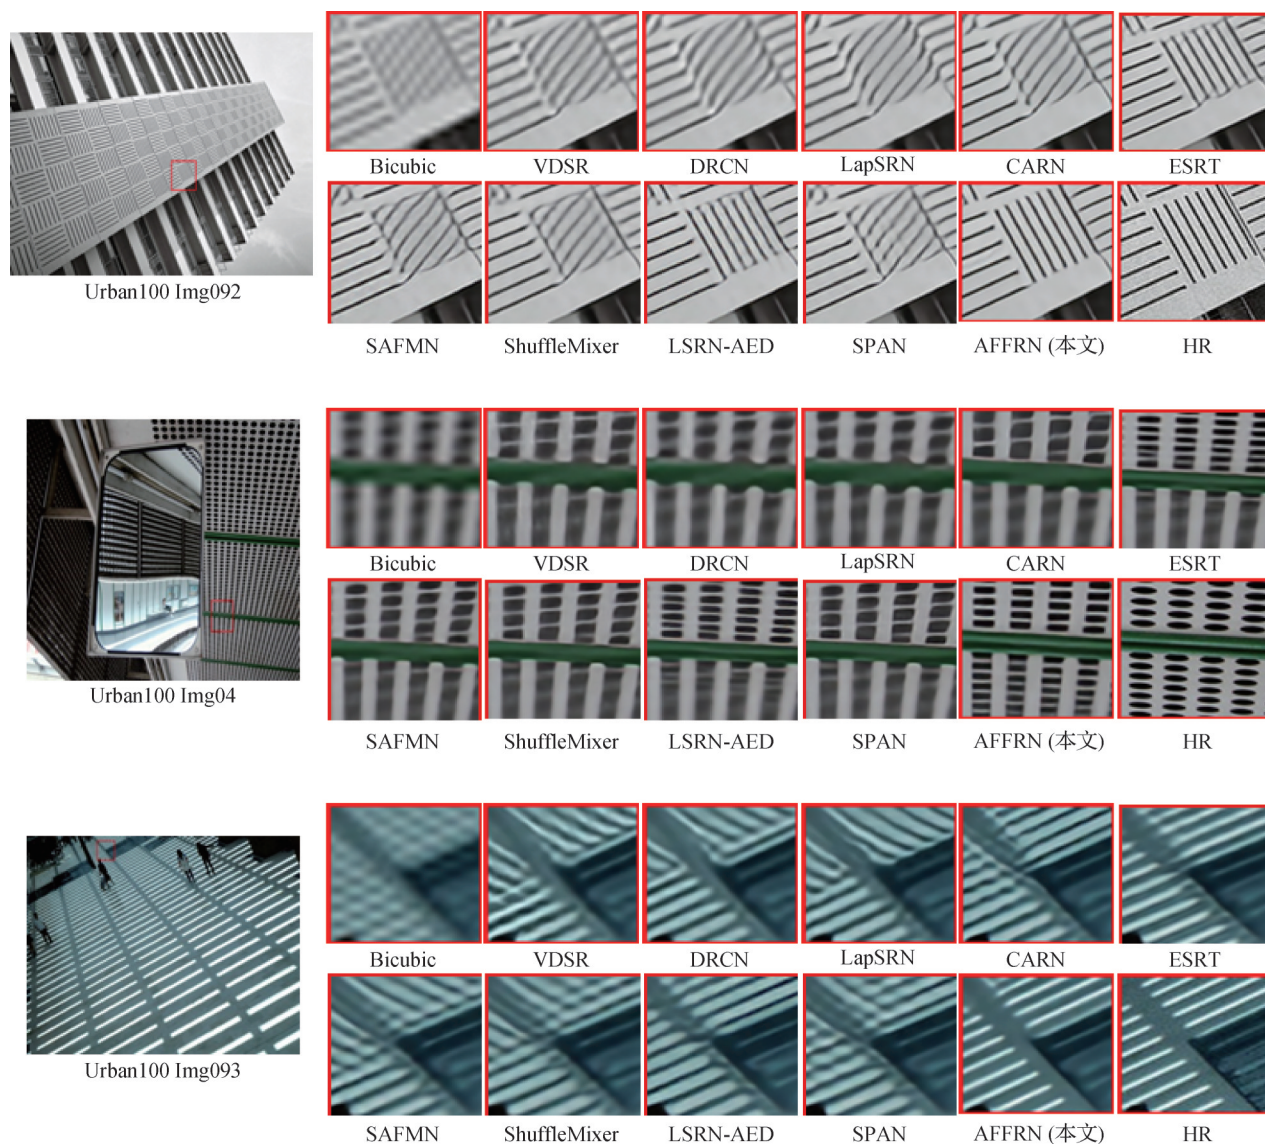 Bicubic VDSR DRCN LapSRN CARN ESRT
Urban100 Img092
SAFMN ShuffleMixer LSRN-AED SPAN AFFRN (本文) HR
Bicubic VDSR DRCN LapSRN CARN ESRT
Urban100 Img04
SAFMN ShuffleMixer LSRN-AED SPAN AFFRN (本文) HR
Bicubic VDSR DRCN LapSRN CARN ESRT
Urban100 Img093
SAFMN ShuffleMixer LSRN-AED SPAN AFFRN (本文) HR